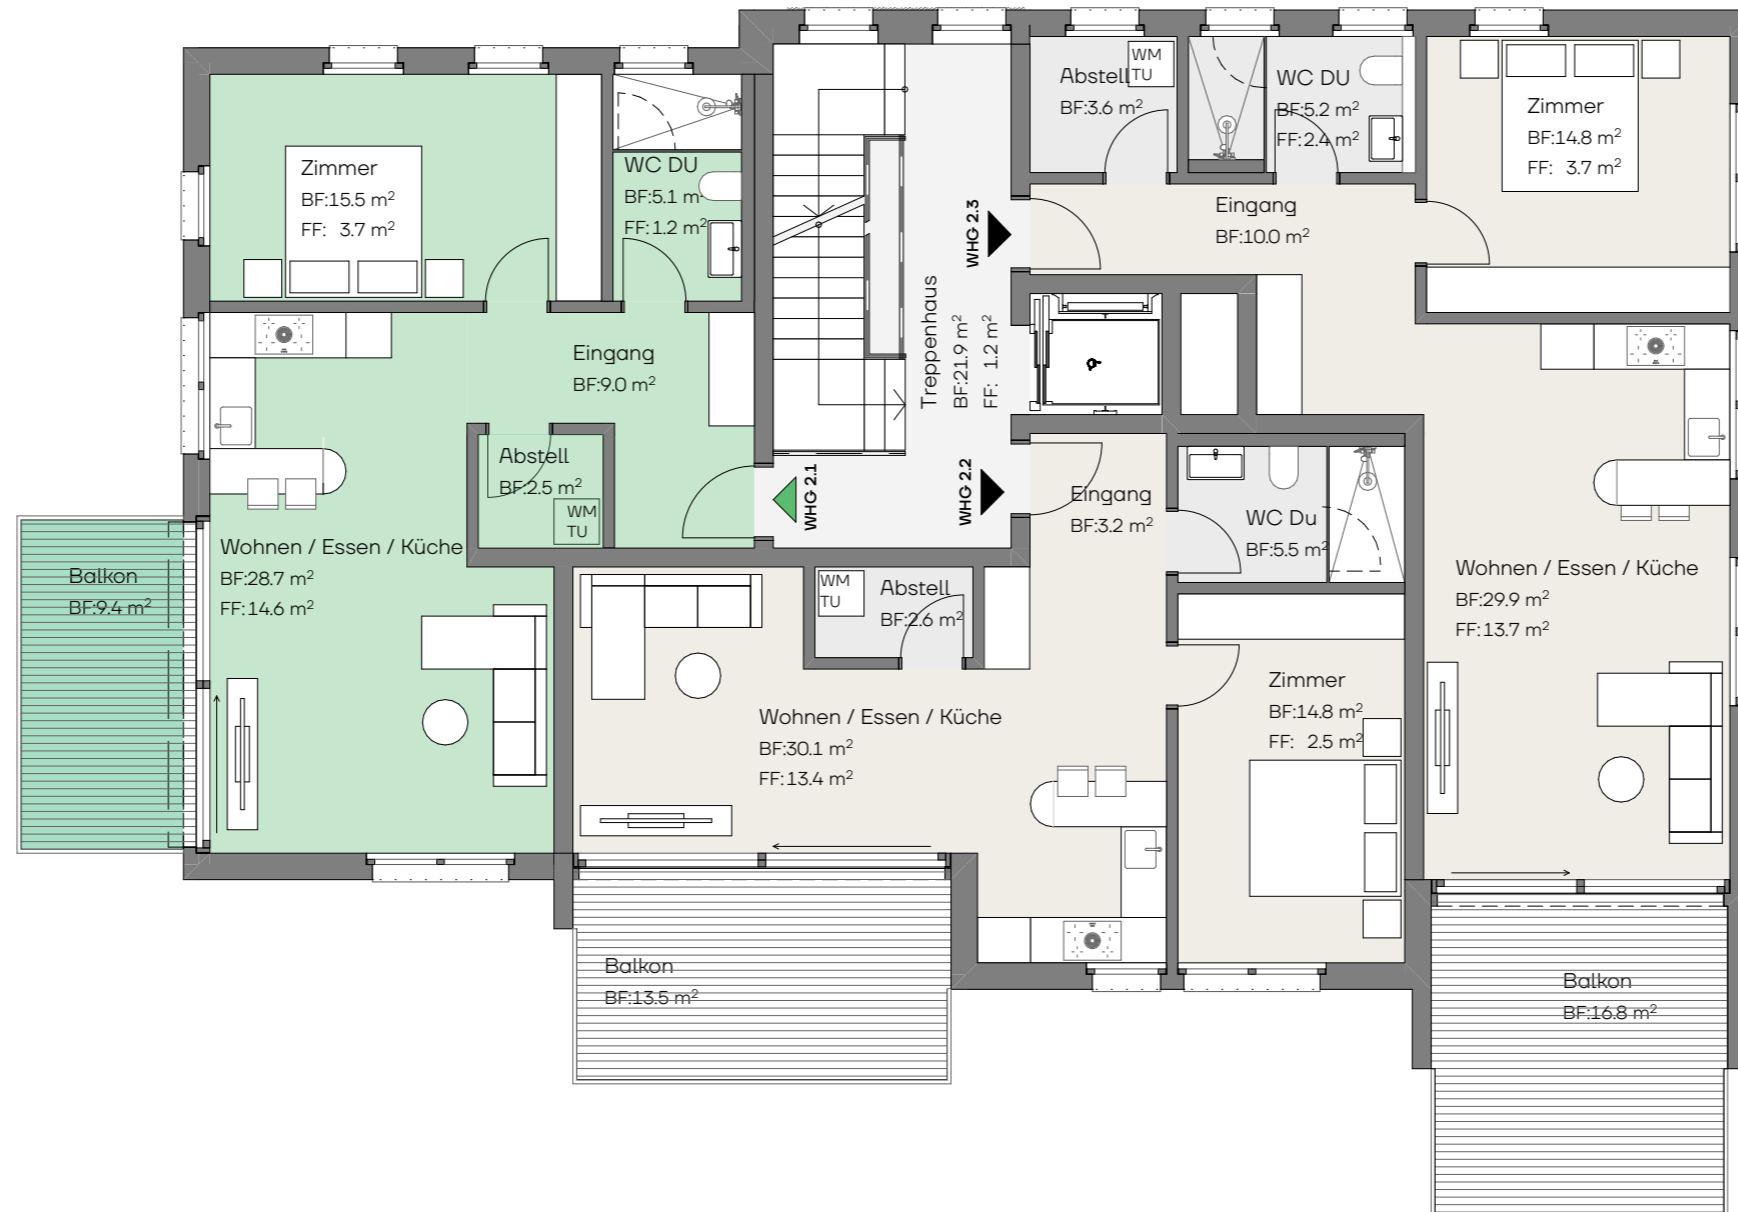 Zimmer
BF:15.5 m²
FF: 3.7 m²
WC DU
BF:5.1 m²
FF:1.2 m²
Eingang
BF:9.0 m²
Abstell
BF:2.5 m²
WM
TU
Wohnen / Essen / Küche
BF:28.7 m²
FF:14.6 m²
Balkon
BF:9.4 m²
WHG 2.1
Treppenhaus
BF:21.9 m²
FF: 1.2 m²
WHG 2.3
WHG 2.2
Abstell
BF:3.6 m²
WM
TU
WC DU
BF:5.2 m²
FF:2.4 m²
Zimmer
BF:14.8 m²
FF: 3.7 m²
Eingang
BF:10.0 m²
Eingang
BF:3.2 m²
WC Du
BF:5.5 m²
WM
TU
Abstell
BF:2.6 m²
Wohnen / Essen / Küche
BF:30.1 m²
FF:13.4 m²
Zimmer
BF:14.8 m²
FF: 2.5 m²
Balkon
BF:13.5 m²
Wohnen / Essen / Küche
BF:29.9 m²
FF:13.7 m²
Balkon
BF:16.8 m²